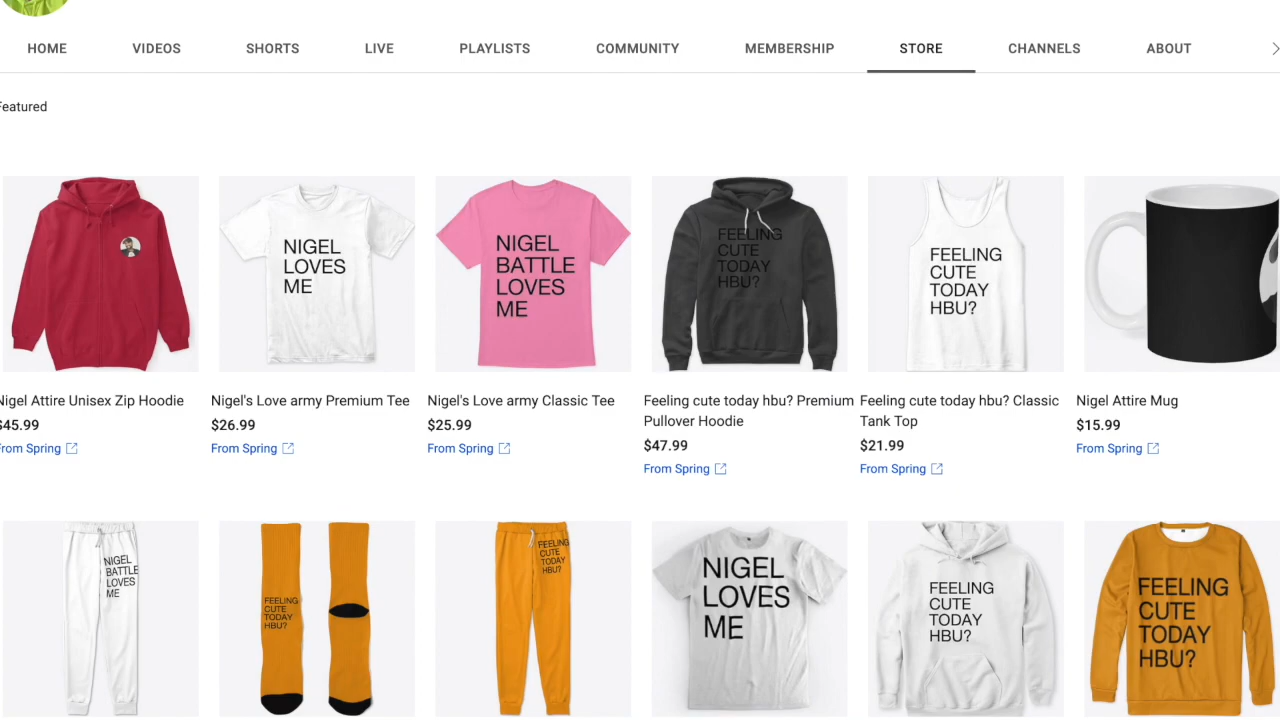 HOME VIDEOS SHORTS LIVE PLAYLISTS COMMUNITY MEMBERSHIP STORE CHANNELS ABOUT
Featured
NIGEL
LOVES
ME
NIGEL
BATTLE
LOVES
ME
FEELING
CUTE
TODAY
HBU?
FEELING
CUTE
TODAY
HBU?
Nigel Attire Unisex Zip Hoodie
$45.99
From Spring
Nigel's Love army Premium Tee
$26.99
From Spring
Nigel's Love army Classic Tee
$25.99
From Spring
Feeling cute today hbu? Premium
Pullover Hoodie
$47.99
From Spring
Feeling cute today hbu? Classic
Tank Top
$21.99
From Spring
Nigel Attire Mug
$15.99
From Spring
NIGEL
BATTLE
LOVES
ME
FEELING
CUTE
TODAY
HBU?
FEELING
CUTE
TODAY
HBU?
NIGEL
LOVES
ME
FEELING
CUTE
TODAY
HBU?
FEELING
CUTE
TODAY
HBU?